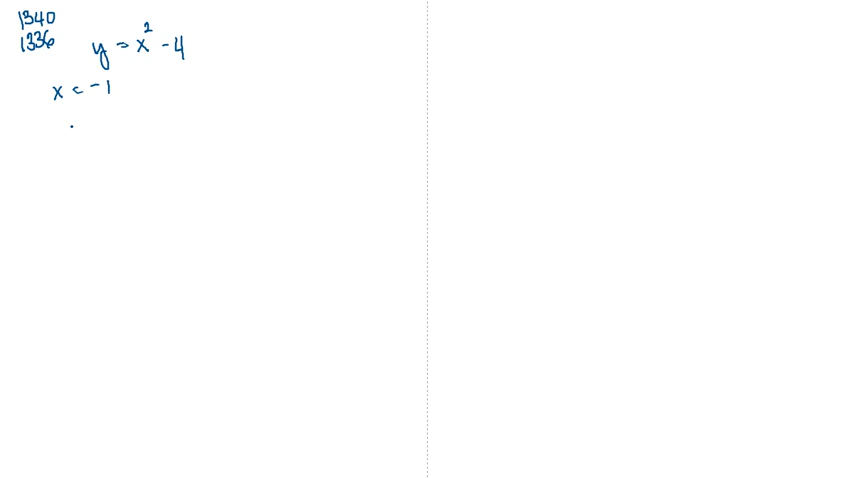 1340
1336
y = x² - 4
x = -1